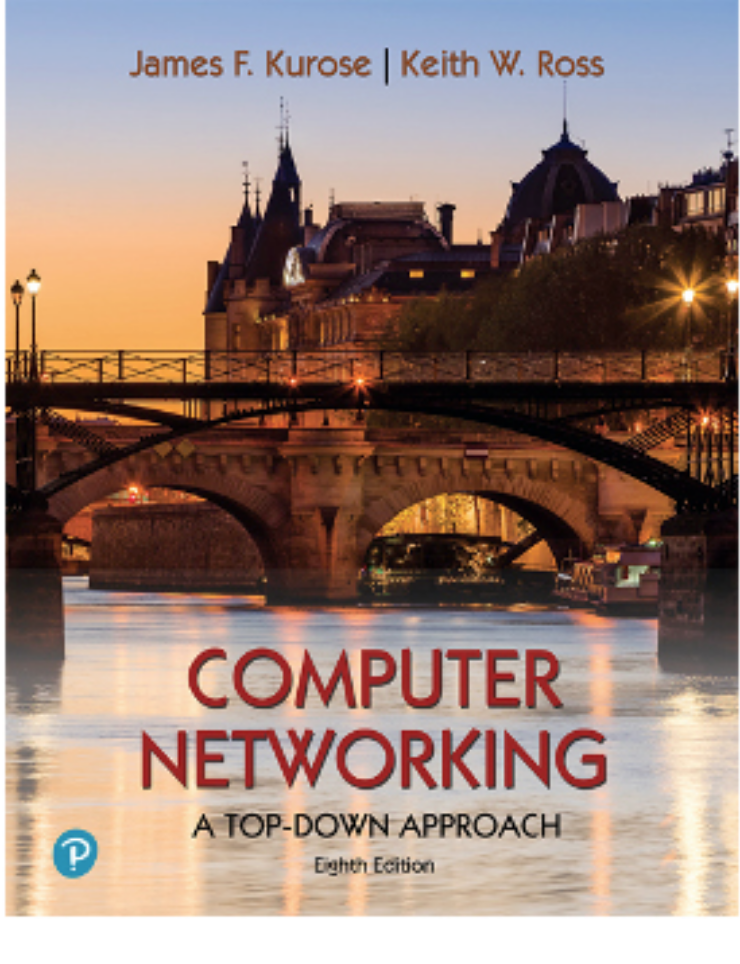 James F. Kurose | Keith W. Ross
COMPUTER
NETWORKING
A TOP-DOWN APPROACH
Eighth Edition
P